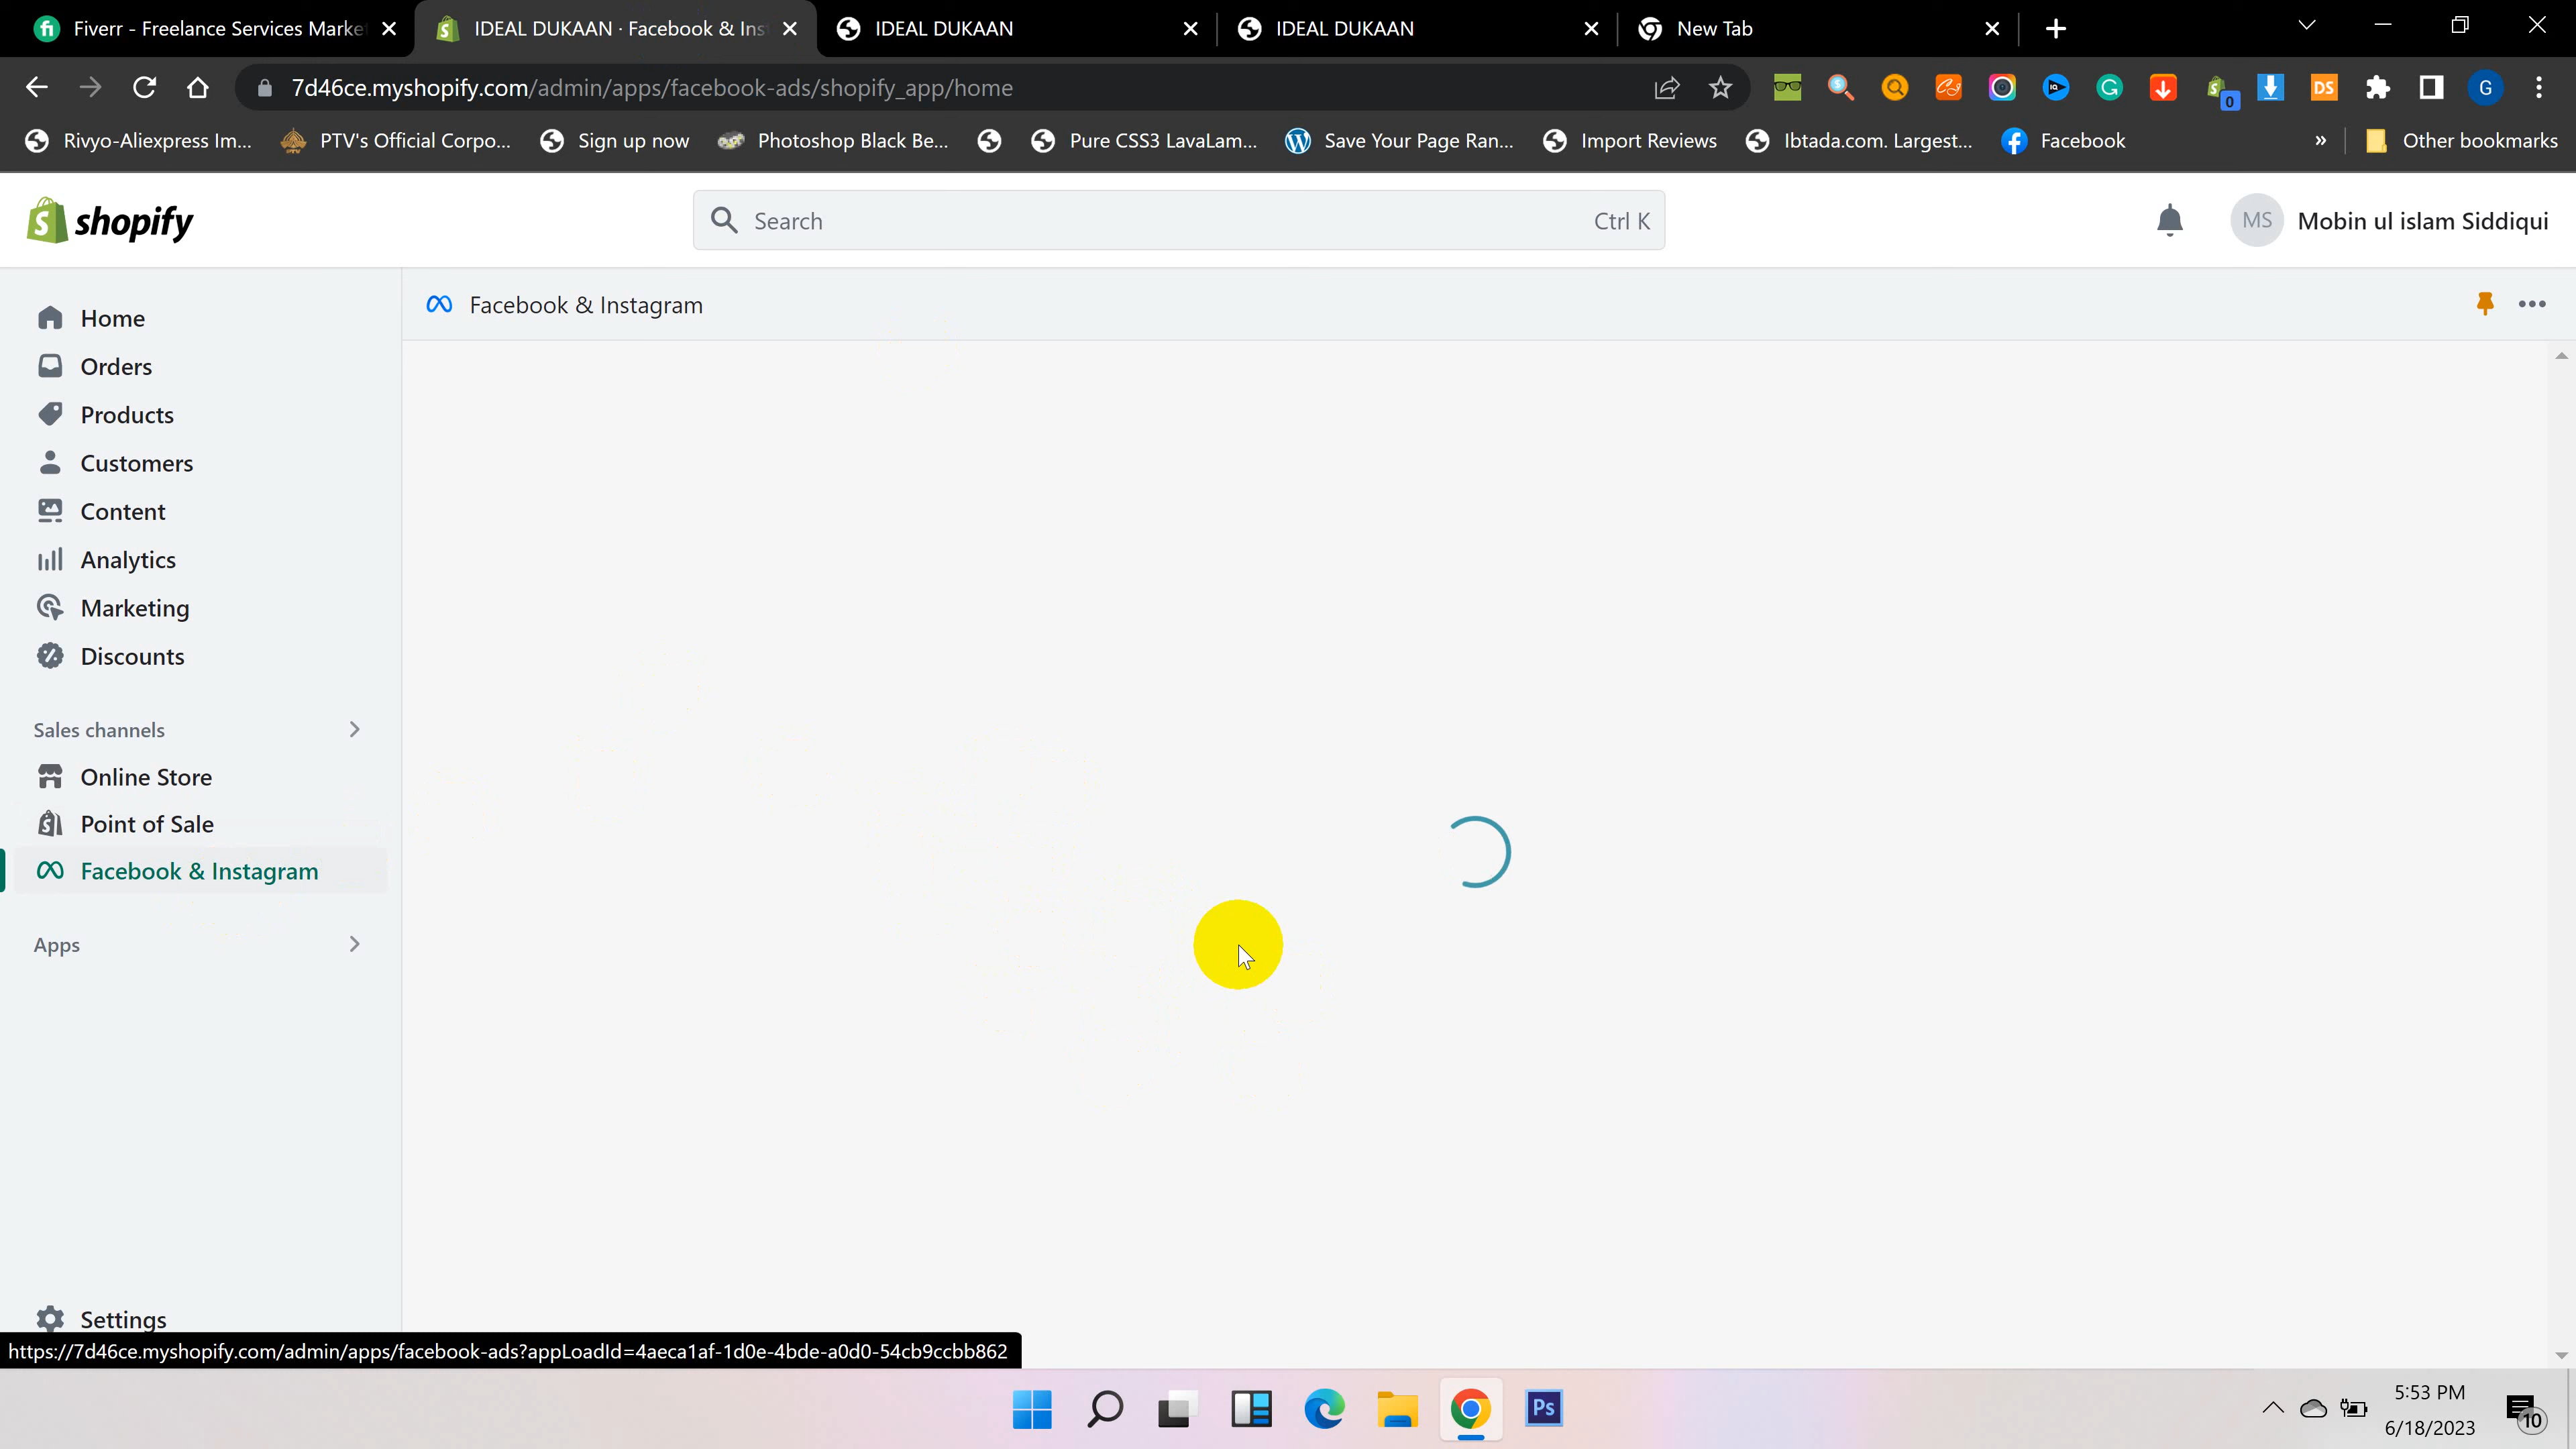 Fiverr - Freelance Services Marke
IDEAL DUKAAN · Facebook & Ins
IDEAL DUKAAN
IDEAL DUKAAN
New Tab
7d46ce.myshopify.com/admin/apps/facebook-ads/shopify_app/home
0
DS
G
Rivyo-Aliexpress Im...
PTV's Official Corpo...
Sign up now
Photoshop Black Be...
Pure CSS3 LavaLam...
Save Your Page Ran...
Import Reviews
Ibtada.com. Largest...
Facebook
»
Other bookmarks
shopify
Search
Ctrl K
MS
Mobin ul islam Siddiqui
Home
Facebook & Instagram
Orders
Products
Customers
Content
Analytics
Marketing
Discounts
Sales channels
Online Store
Point of Sale
Facebook & Instagram
Apps
Settings
https://7d46ce.myshopify.com/admin/apps/facebook-ads?appLoadId=4aeca1af-1d0e-4bde-a0d0-54cb9ccbb862
Ps
5:53 PM
6/18/2023
10